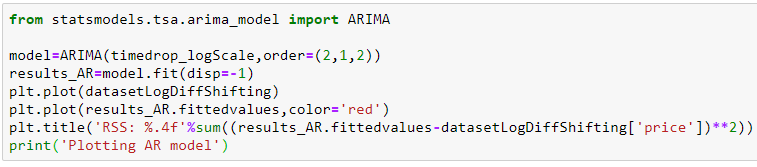 from statsmodels.tsa.arima_model import ARIMA
model=ARIMA(timedrop_logScale,order=(2,1,2))
results_AR=model.fit(disp=-1)
plt.plot(datasetLogDiffShifting)
plt.plot(results_AR.fittedvalues,color='red')
plt.title('RSS: %.4f'%sum((results_AR.fittedvalues-datasetLogDiffShifting['price'])**2))
print('Plotting AR model')